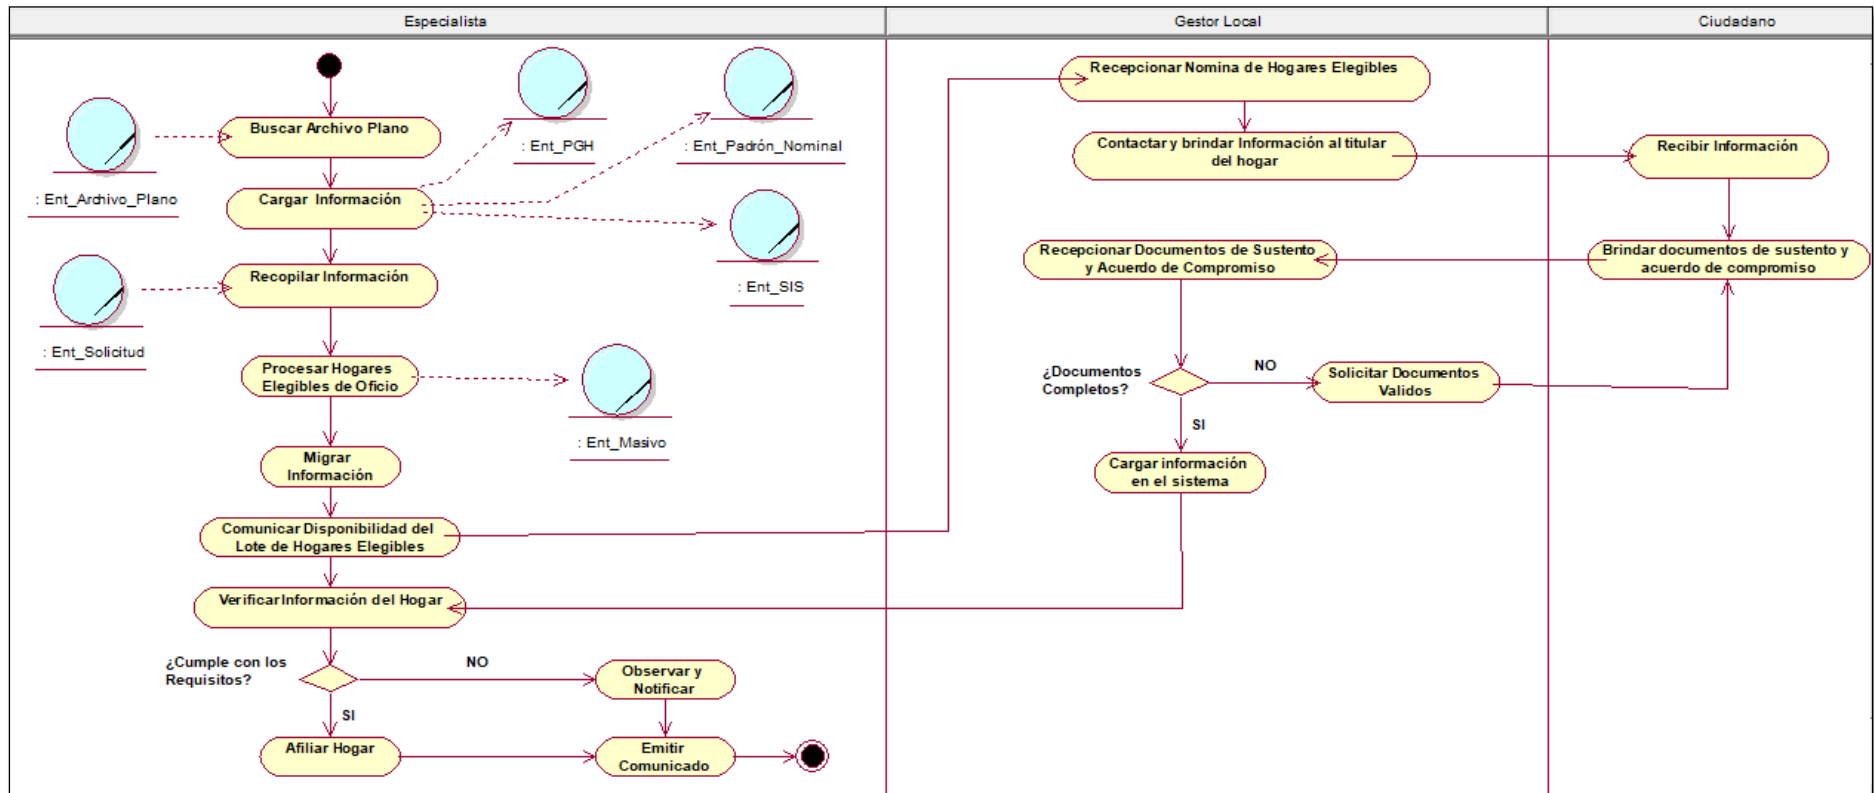 Especialista
Gestor Local
Ciudadano
Buscar Archivo Plano
: Ent_Archivo_Plano
: Ent_PGH
: Ent_Padrón_Nominal
Cargar Información
: Ent_SIS
Recopilar Información
: Ent_Solicitud
Procesar Hogares
Elegibles de Oficio
: Ent_Masivo
Migrar
Información
Comunicar Disponibilidad del
Lote de Hogares Elegibles
Verificar Información del Hogar
¿Cumple con los
Requisitos?
NO
Observar y
Notificar
SI
Afiliar Hogar
Emitir
Comunicado
Recepcionar Nomina de Hogares Elegibles
Contactar y brindar Información al titular
del hogar
Recepcionar Documentos de Sustento
y Acuerdo de Compromiso
¿Documentos
Completos?
NO
Solicitar Documentos
Validos
SI
Cargar información
en el sistema
Recibir Información
Brindar documentos de sustento y
acuerdo de compromiso